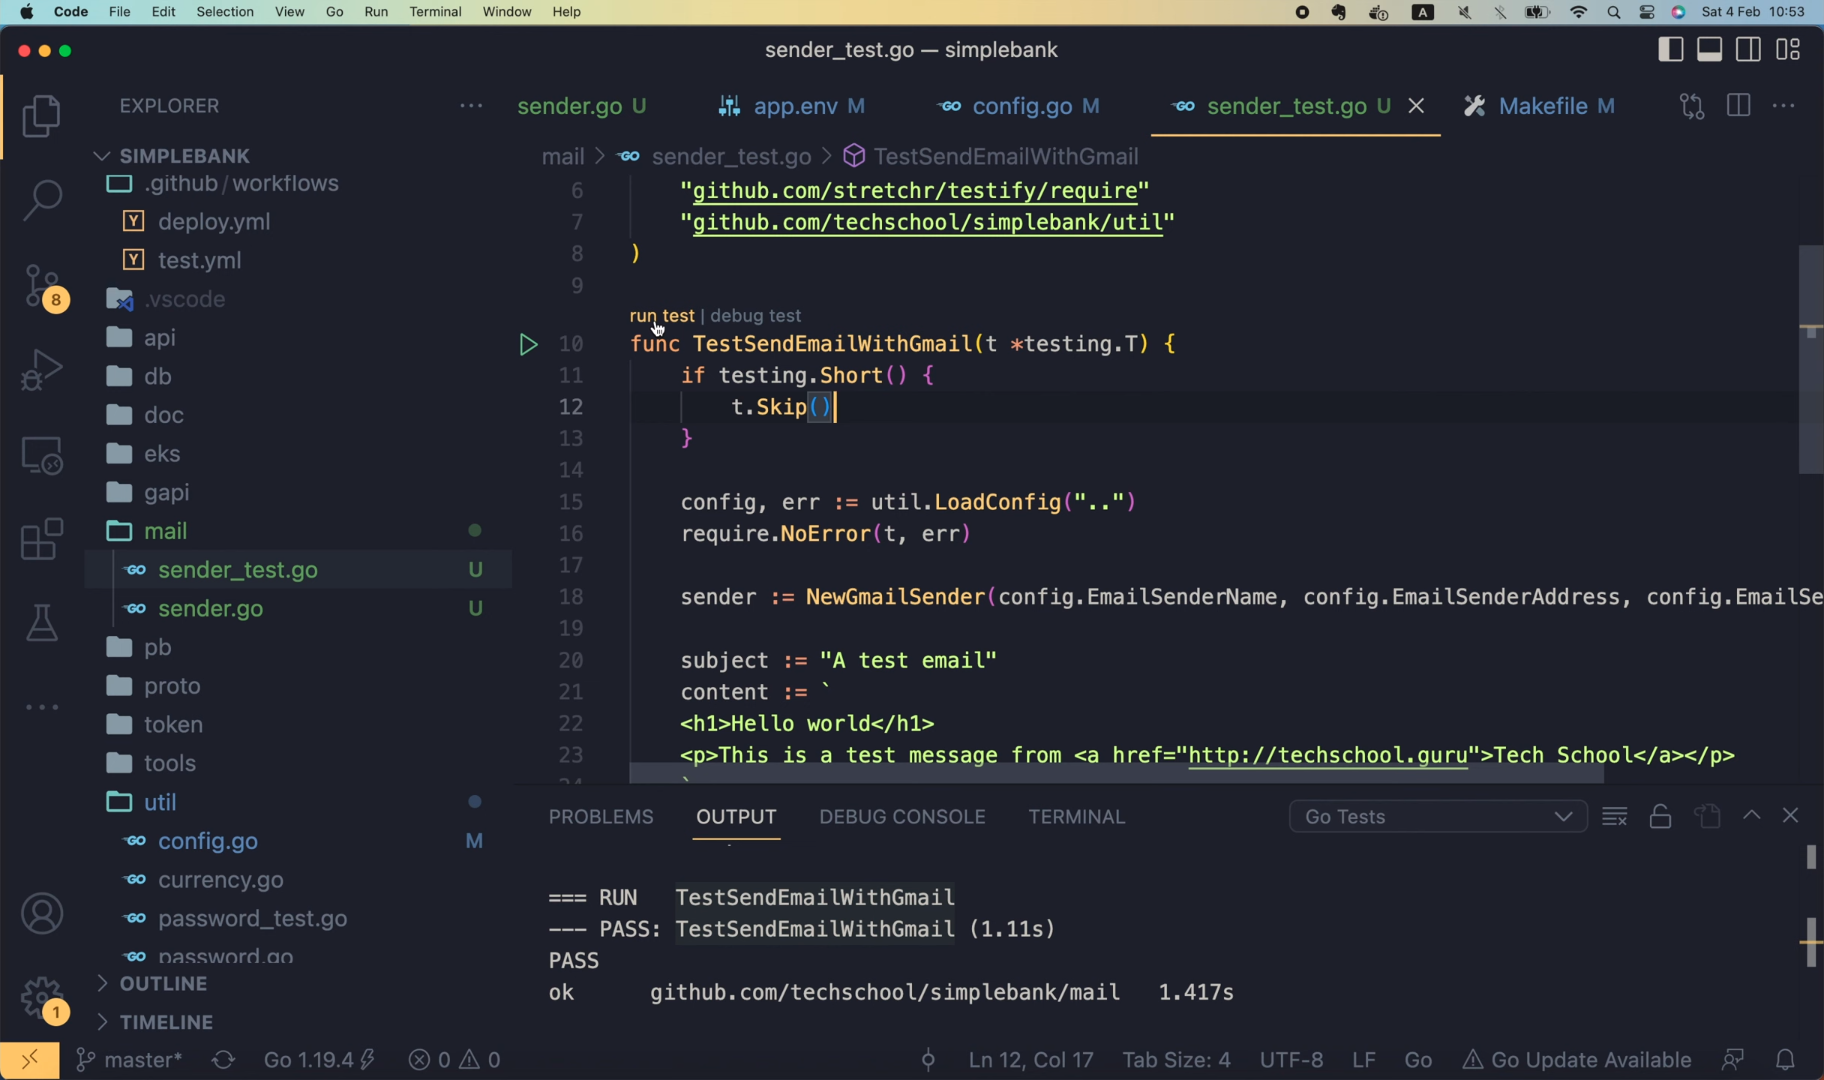 Code File Edit Selection View Go Run Terminal Window Help A Sat 4 Feb 10:53
sender_test.go — simplebank
EXPLORER ···
sender.go U app.env M config.go M sender_test.go U Makefile M
mail > sender_test.go > TestSendEmailWithGmail
SIMPLEBANK
.github/workflows
deploy.yml
test.yml
.vscode
api
db
doc
eks
gapi
mail
sender_test.go U
sender.go U
pb
proto
token
tools
util
config.go M
currency.go
password_test.go
password.go
OUTLINE
TIMELINE
8
1
6 "github.com/stretchr/testify/require"
7 "github.com/techschool/simplebank/util"
8 )
9
run test | debug test
10 func TestSendEmailWithGmail(t *testing.T) {
11 if testing.Short() {
12 t.Skip()
13 }
14
15 config, err := util.LoadConfig("..")
16 require.NoError(t, err)
17
18 sender := NewGmailSender(config.EmailSenderName, config.EmailSenderAddress, config.EmailSe
19
20 subject := "A test email"
21 content := `
22 <h1>Hello world</h1>
23 <p>This is a test message from <a href="http://techschool.guru">Tech School</a></p>
PROBLEMS OUTPUT DEBUG CONSOLE TERMINAL Go Tests
=== RUN TestSendEmailWithGmail
--- PASS: TestSendEmailWithGmail (1.11s)
PASS
ok github.com/techschool/simplebank/mail 1.417s
master* Go 1.19.4 0 0 Ln 12, Col 17 Tab Size: 4 UTF-8 LF Go Go Update Available